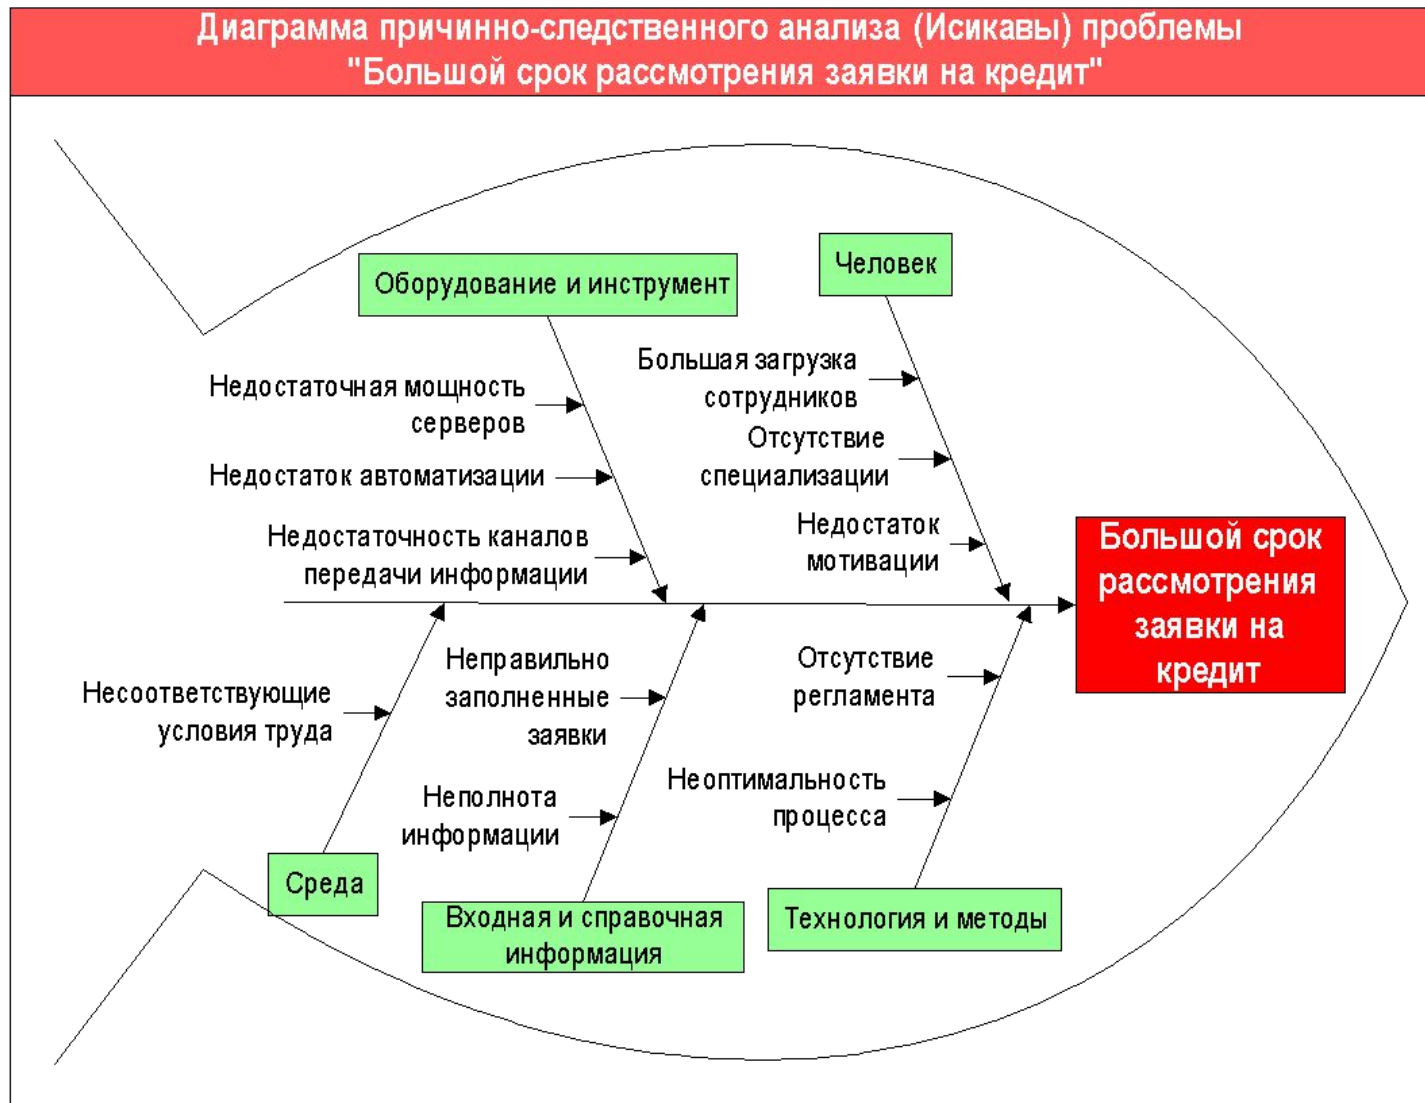 Диаграмма причинно-следственного анализа (Исикавы) проблемы
"Большой срок рассмотрения заявки на кредит"
Оборудование и инструмент
Человек
Недостаточная мощность
серверов
Недостаток автоматизации
Недостаточность каналов
передачи информации
Большая загрузка
сотрудников
Отсутствие
специализации
Недостаток
мотивации
Большой срок
рассмотрения
заявки на
кредит
Несоответствующие
условия труда
Неправильно
заполненные
заявки
Неполнота
информации
Отсутствие
регламента
Неоптимальность
процесса
Среда
Входная и справочная
информация
Технология и методы